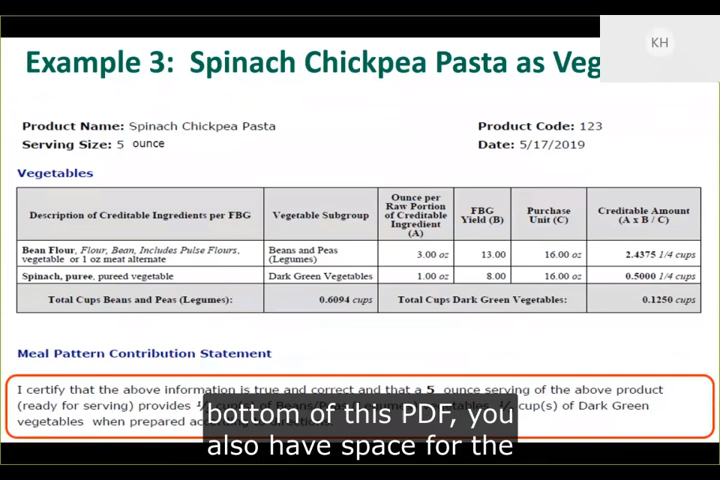 KH
Example 3: Spinach Chickpea Pasta as Veg
Product Name: Spinach Chickpea Pasta
Product Code: 123
Serving Size: 5 ounce
Date: 5/17/2019
Vegetables
Description of Creditable Ingredients per FBG
Vegetable Subgroup
Ounce per
Raw Portion
of Creditable
Ingredient
(A)
FBG
Yield (B)
Purchase
Unit (C)
Creditable Amount
(A x B / C)
Bean Flour, Flour, Bean, Includes Pulse Flours,
vegetable or 1 oz meat alternate
Beans and Peas
(Legumes)
3.00 oz
13.00
16.00 oz
2.4375 1/4 cups
Spinach, puree, pureed vegetable
Dark Green Vegetables
1.00 oz
8.00
16.00 oz
0.5000 1/4 cups
Total Cups Beans and Peas (Legumes):
0.6094 cups
Total Cups Dark Green Vegetables:
0.1250 cups
Meal Pattern Contribution Statement
I certify that the above information is true and correct and that a 5 ounce serving of the above product
(ready for serving) provides cup(s) of Dark Green
vegetables when prepared
bottom of this PDF, you
also have space for the